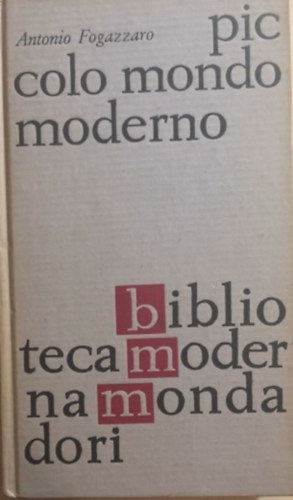 Antonio Fogazzaro pic
colo mondo
moderno
biblio
teca moder
na monda
dori